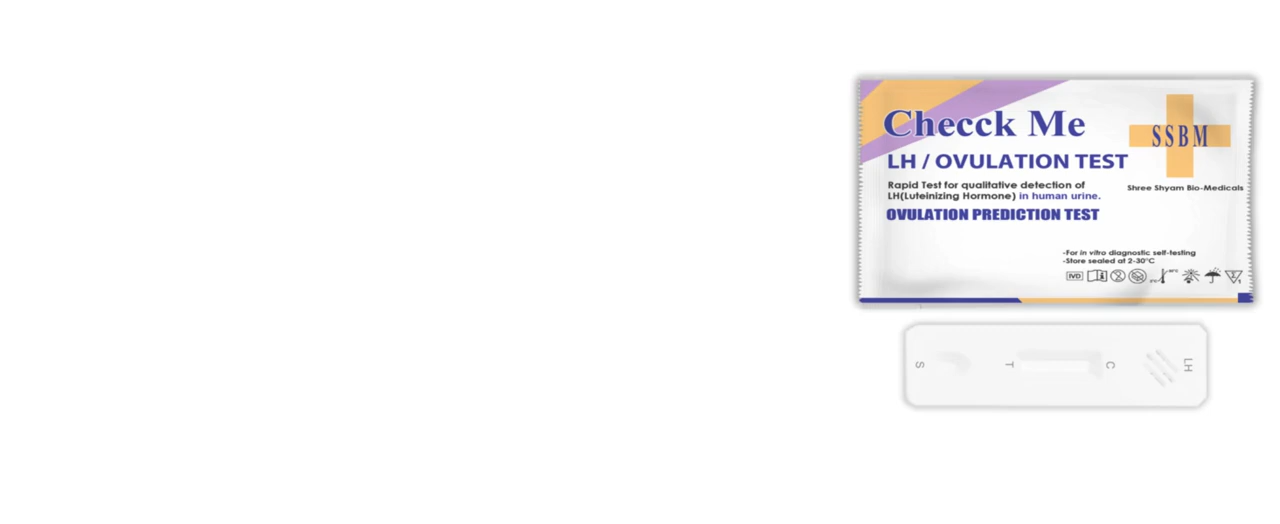 Checck Me
SSBM
LH / OVULATION TEST
Rapid Test for qualitative detection of
LH(Luteinizing Hormone) in human urine.
Shree Shyam Bio-Medicals
OVULATION PREDICTION TEST
-For in vitro diagnostic self-testing
-Store sealed at 2-30°C
IVD
S
T
C
LH